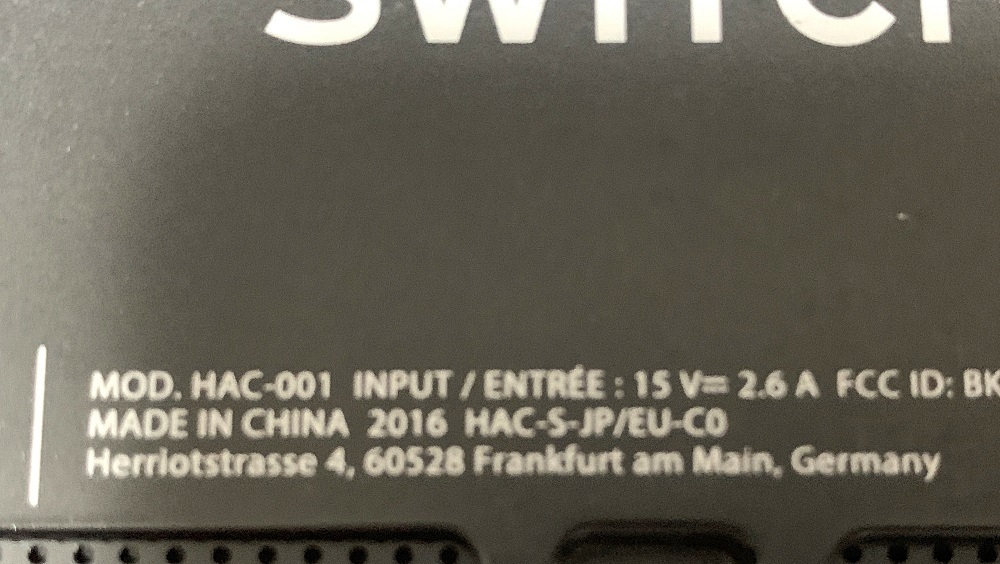 SWITCH
MOD. HAC-001 INPUT / ENTRÉE : 15 V⎓ 2.6 A FCC ID: BK
MADE IN CHINA 2016 HAC-S-JP/EU-C0
Herriotstrasse 4, 60528 Frankfurt am Main, Germany